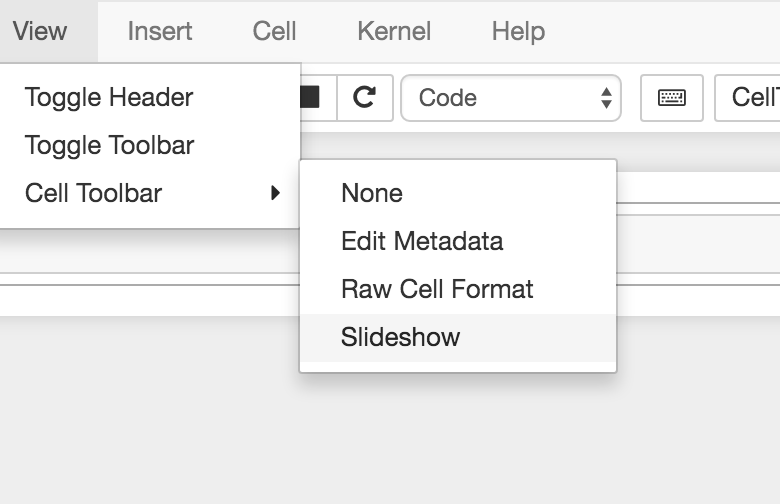 View Insert Cell Kernel Help
Toggle Header
Code
CellT
Toggle Toolbar
Cell Toolbar
None
Edit Metadata
Raw Cell Format
Slideshow